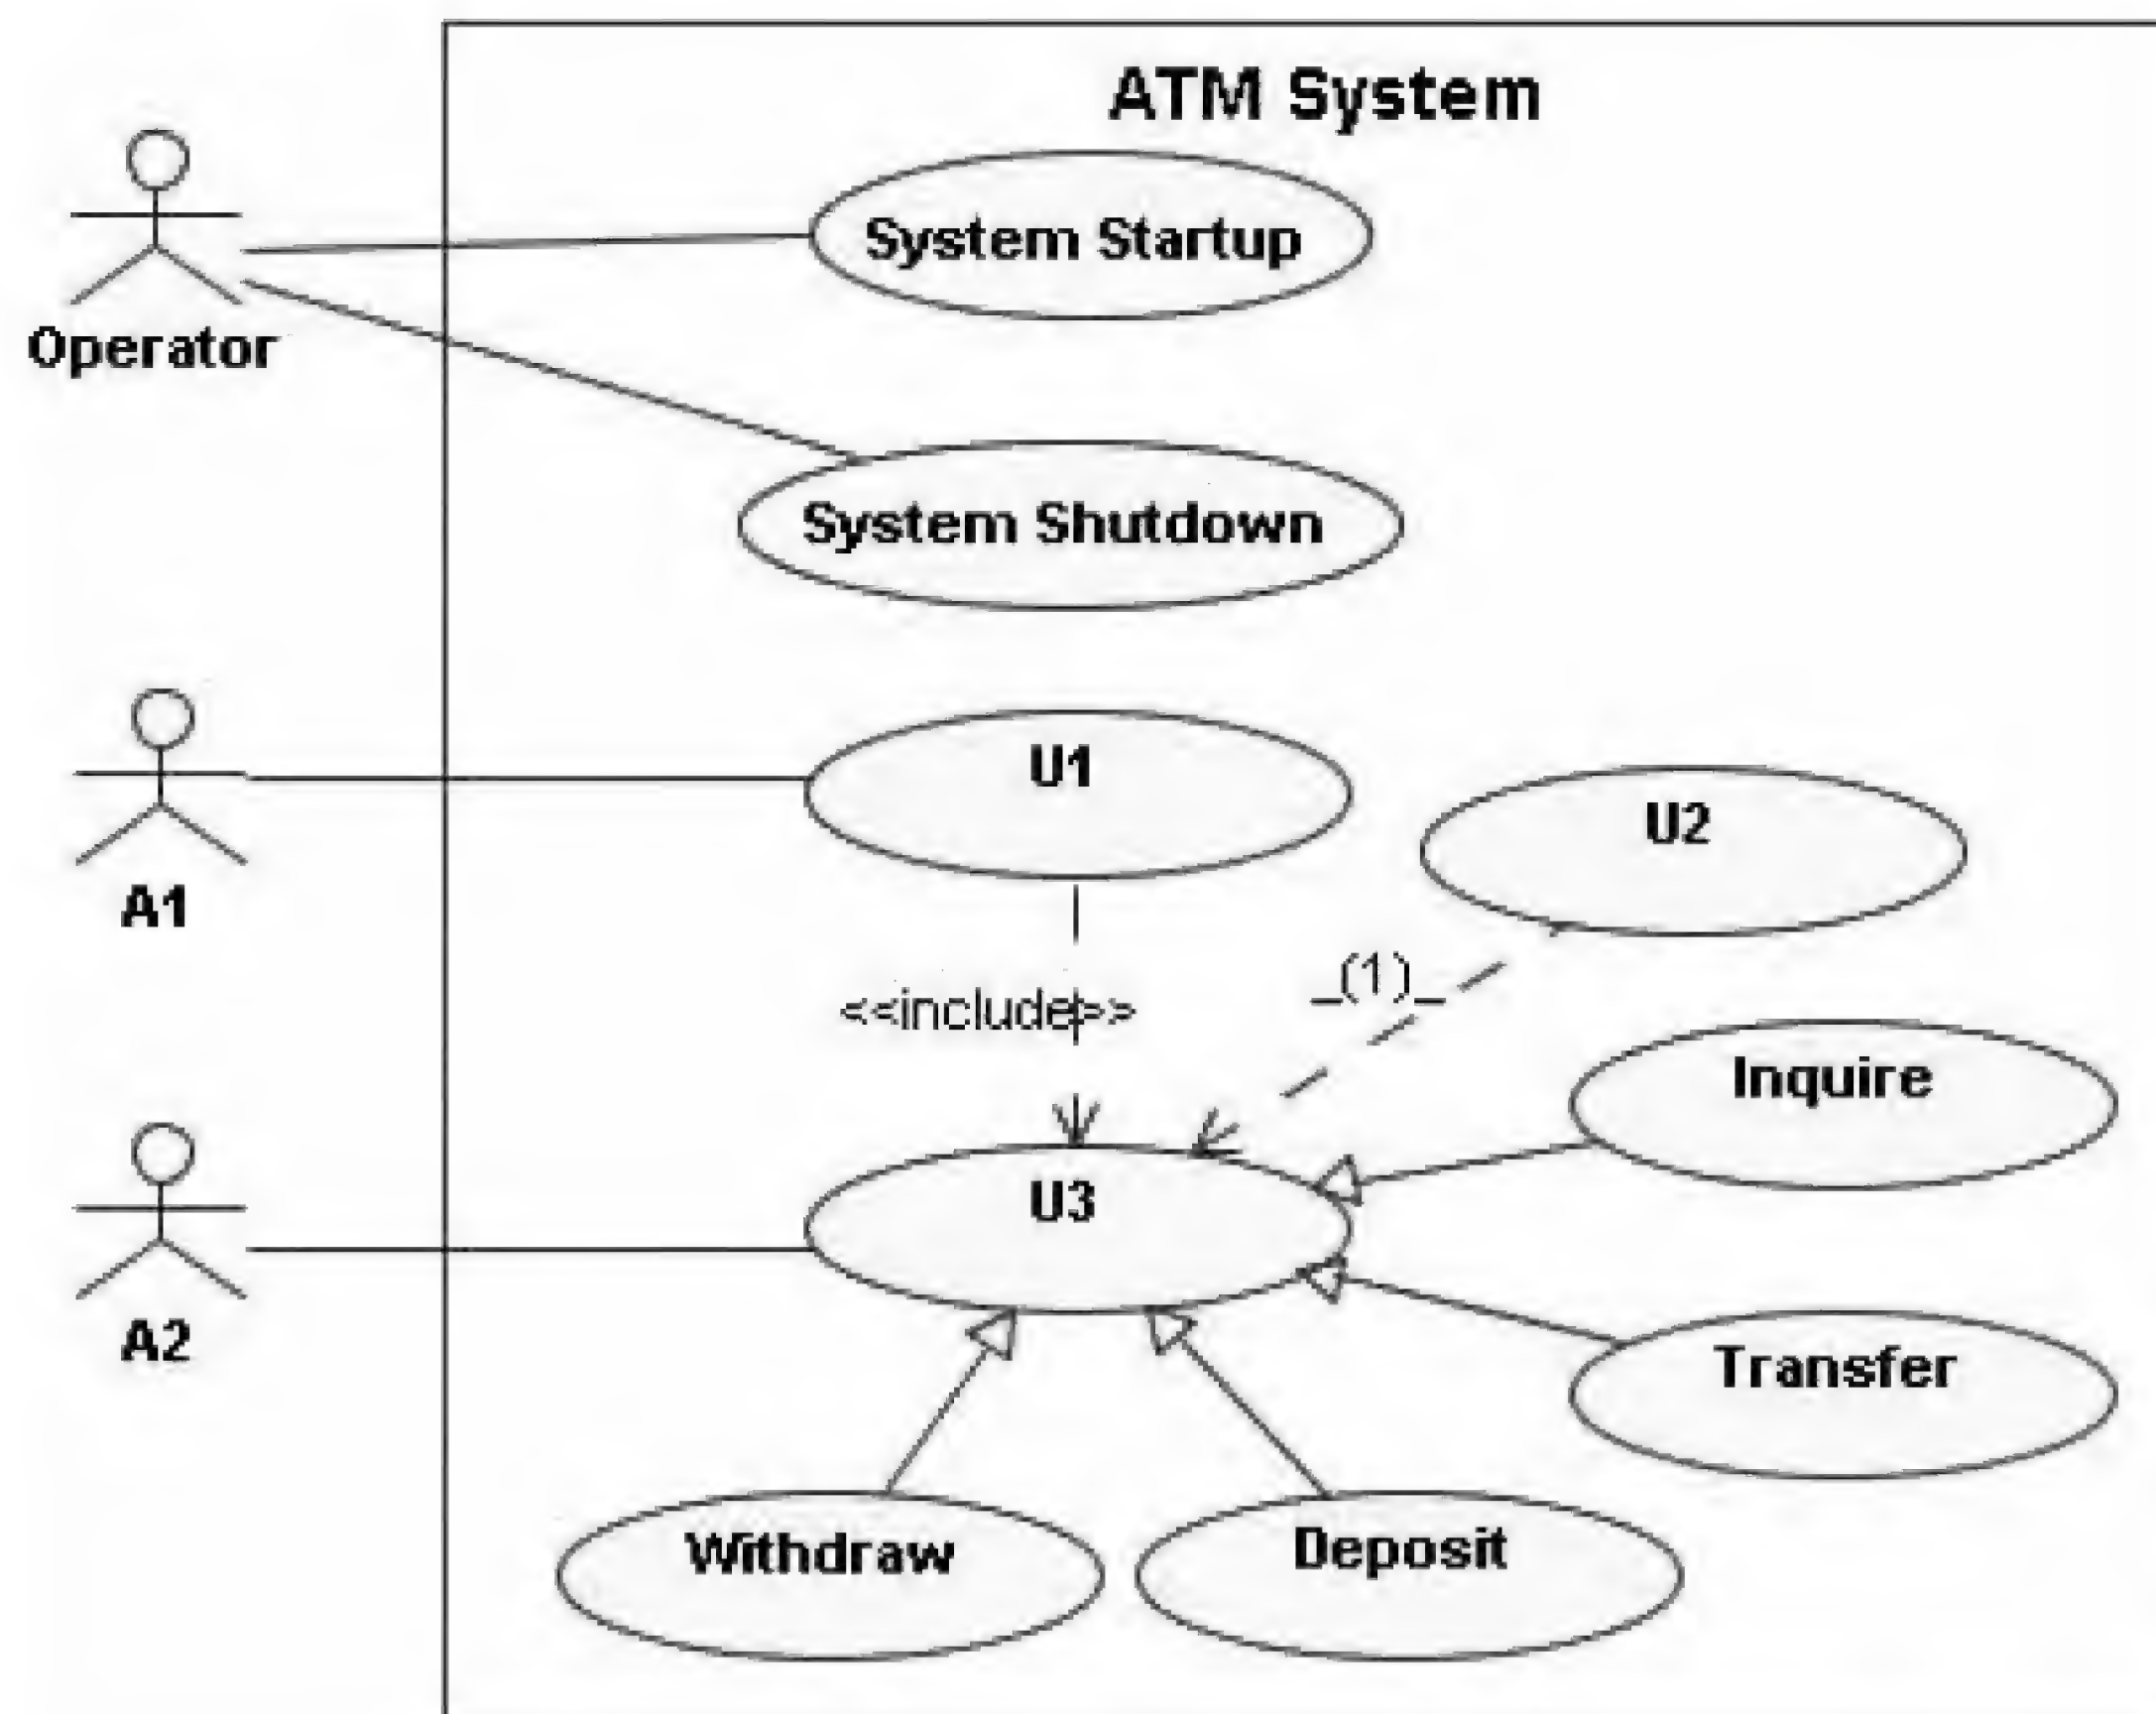 ATM System
System Startup
Operator
System Shutdown
U1
U2
A1
_(1)_
<<include>>
Inquire
U3
A2
Transfer
Withdraw
Deposit